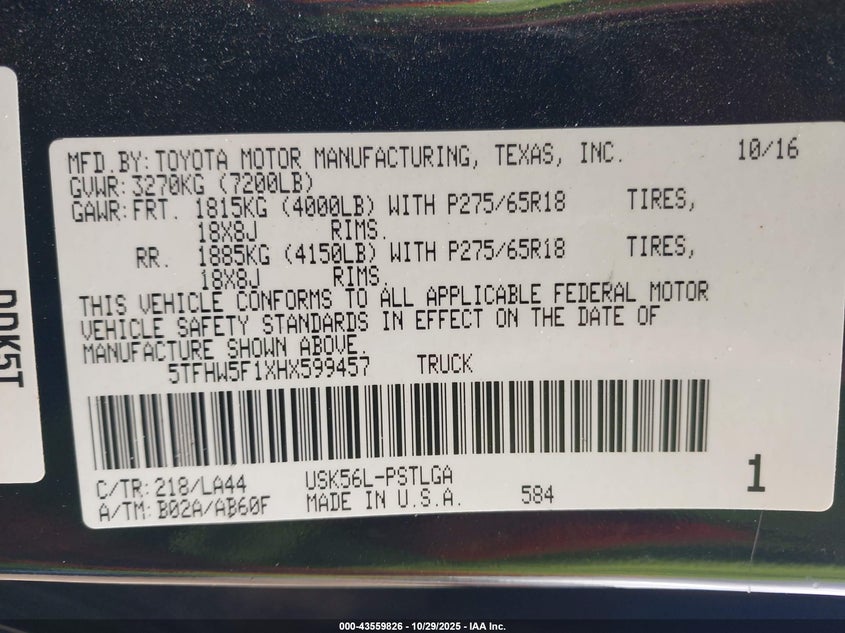 MFD.BY: TOYOTA MOTOR MANUFACTURING, TEXAS, INC. 10/16
GVWR: 3270KG (7200LB)
GAWR: FRT. 1815KG (4000LB) WITH P275/65R18 TIRES,
18X8J RIMS.
RR. 1885KG (4150LB) WITH P275/65R18 TIRES,
18X8J RIMS.
THIS VEHICLE CONFORMS TO ALL APPLICABLE FEDERAL MOTOR
VEHICLE SAFETY STANDARDS IN EFFECT ON THE DATE OF
MANUFACTURE SHOWN ABOVE.
5TFHW5F1XHX599457 TRUCK
C/TR: 218/LA44 USK56L-PSTLGA
A/TM: B02A/AB60F MADE IN U.S.A. 584 1
000-43559826 - 10/29/2025 - IAA Inc.